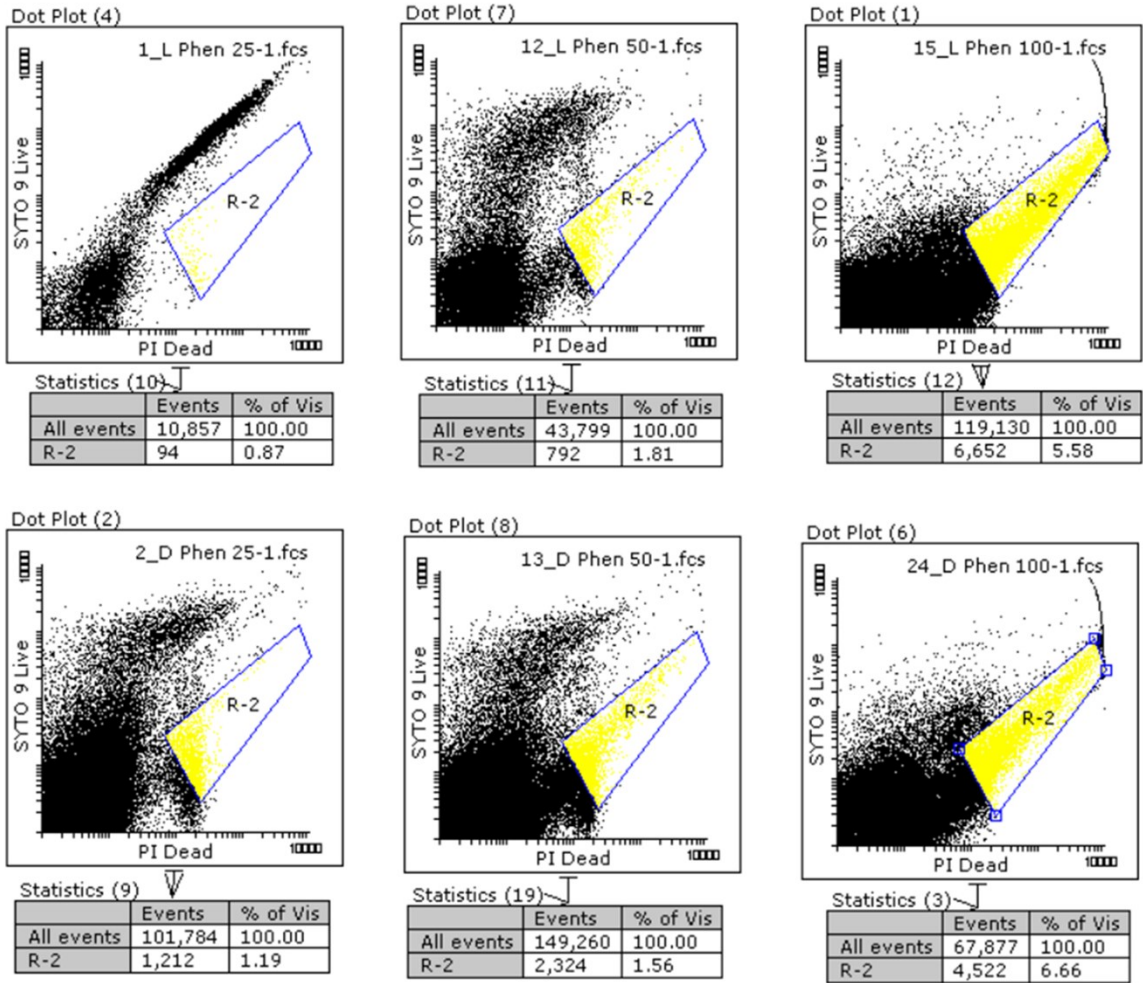 Dot Plot (4)
1_L Phen 25-1.fcs
SYTO 9 Live
R-2
PI Dead
Statistics (10)
Events % of Vis
All events 10,857 100.00
R-2 94 0.87
Dot Plot (7)
12_L Phen 50-1.fcs
SYTO 9 Live
R-2
PI Dead
Statistics (11)
Events % of Vis
All events 43,799 100.00
R-2 792 1.81
Dot Plot (1)
15_L Phen 100-1.fcs
SYTO 9 Live
R-2
PI Dead
Statistics (12)
Events % of Vis
All events 119,130 100.00
R-2 6,652 5.58
Dot Plot (2)
2_D Phen 25-1.fcs
SYTO 9 Live
R-2
PI Dead
Statistics (9)
Events % of Vis
All events 101,784 100.00
R-2 1,212 1.19
Dot Plot (8)
13_D Phen 50-1.fcs
SYTO 9 Live
R-2
PI Dead
Statistics (19)
Events % of Vis
All events 149,260 100.00
R-2 2,324 1.56
Dot Plot (6)
24_D Phen 100-1.fcs
SYTO 9 Live
R-2
PI Dead
Statistics (3)
Events % of Vis
All events 67,877 100.00
R-2 4,522 6.66